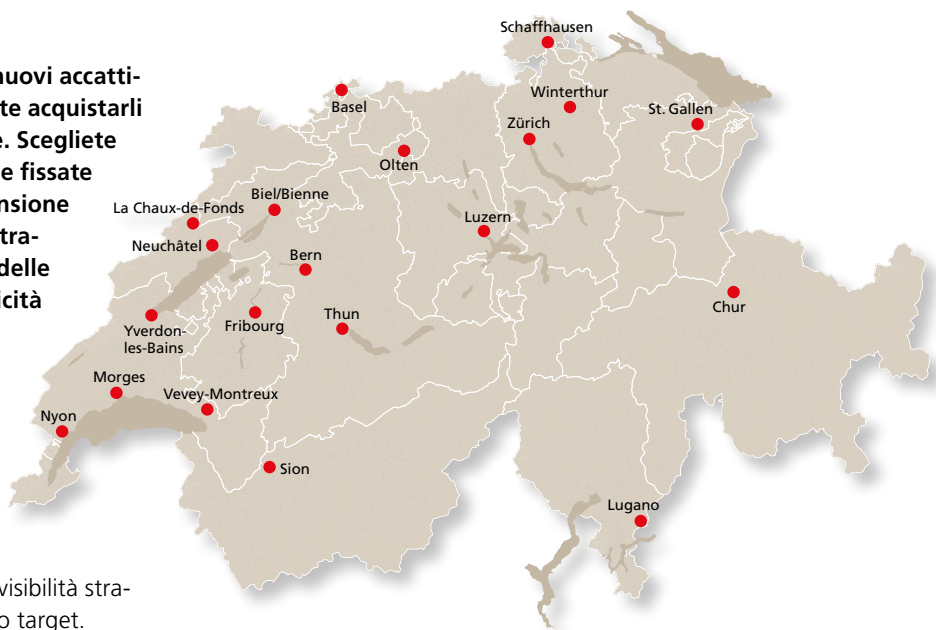 nuovi accatti-
te acquistarli
e. Scegliete
e fissate
nsione
tra-
delle
icità
Schaffhausen
Winterthur
Basel
St. Gallen
Zürich
Olten
Biel/Bienne
La Chaux-de-Fonds
Luzern
Neuchâtel
Bern
Chur
Thun
Fribourg
Yverdon-
les-Bains
Morges
Vevey-Montreux
Nyon
Sion
Lugano
visibilità stra-
o target.